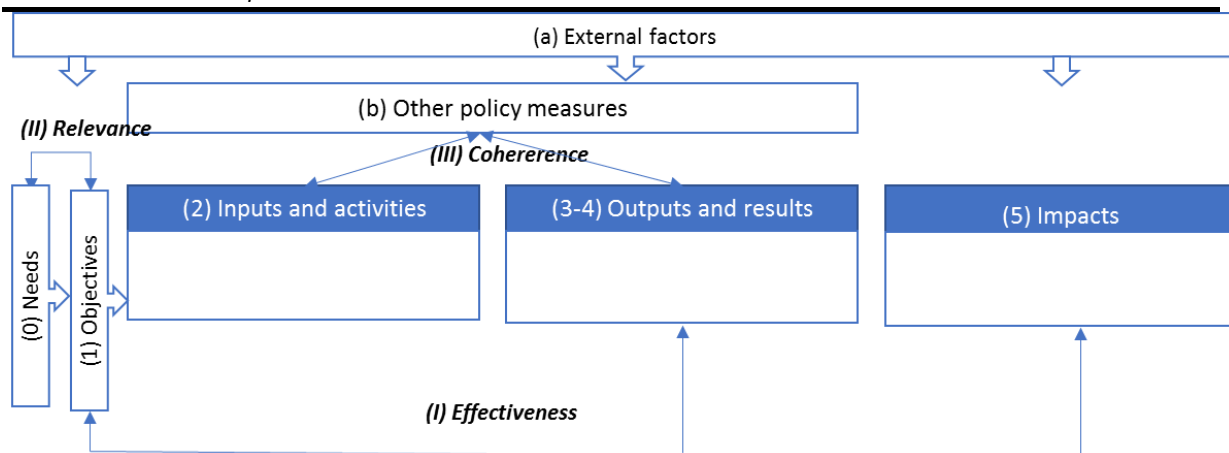 (a) External factors
(b) Other policy measures
(II) Relevance
(III) Cohererence
(2) Inputs and activities
(3-4) Outputs and results
(5) Impacts
(0) Needs
(1) Objectives
(I) Effectiveness